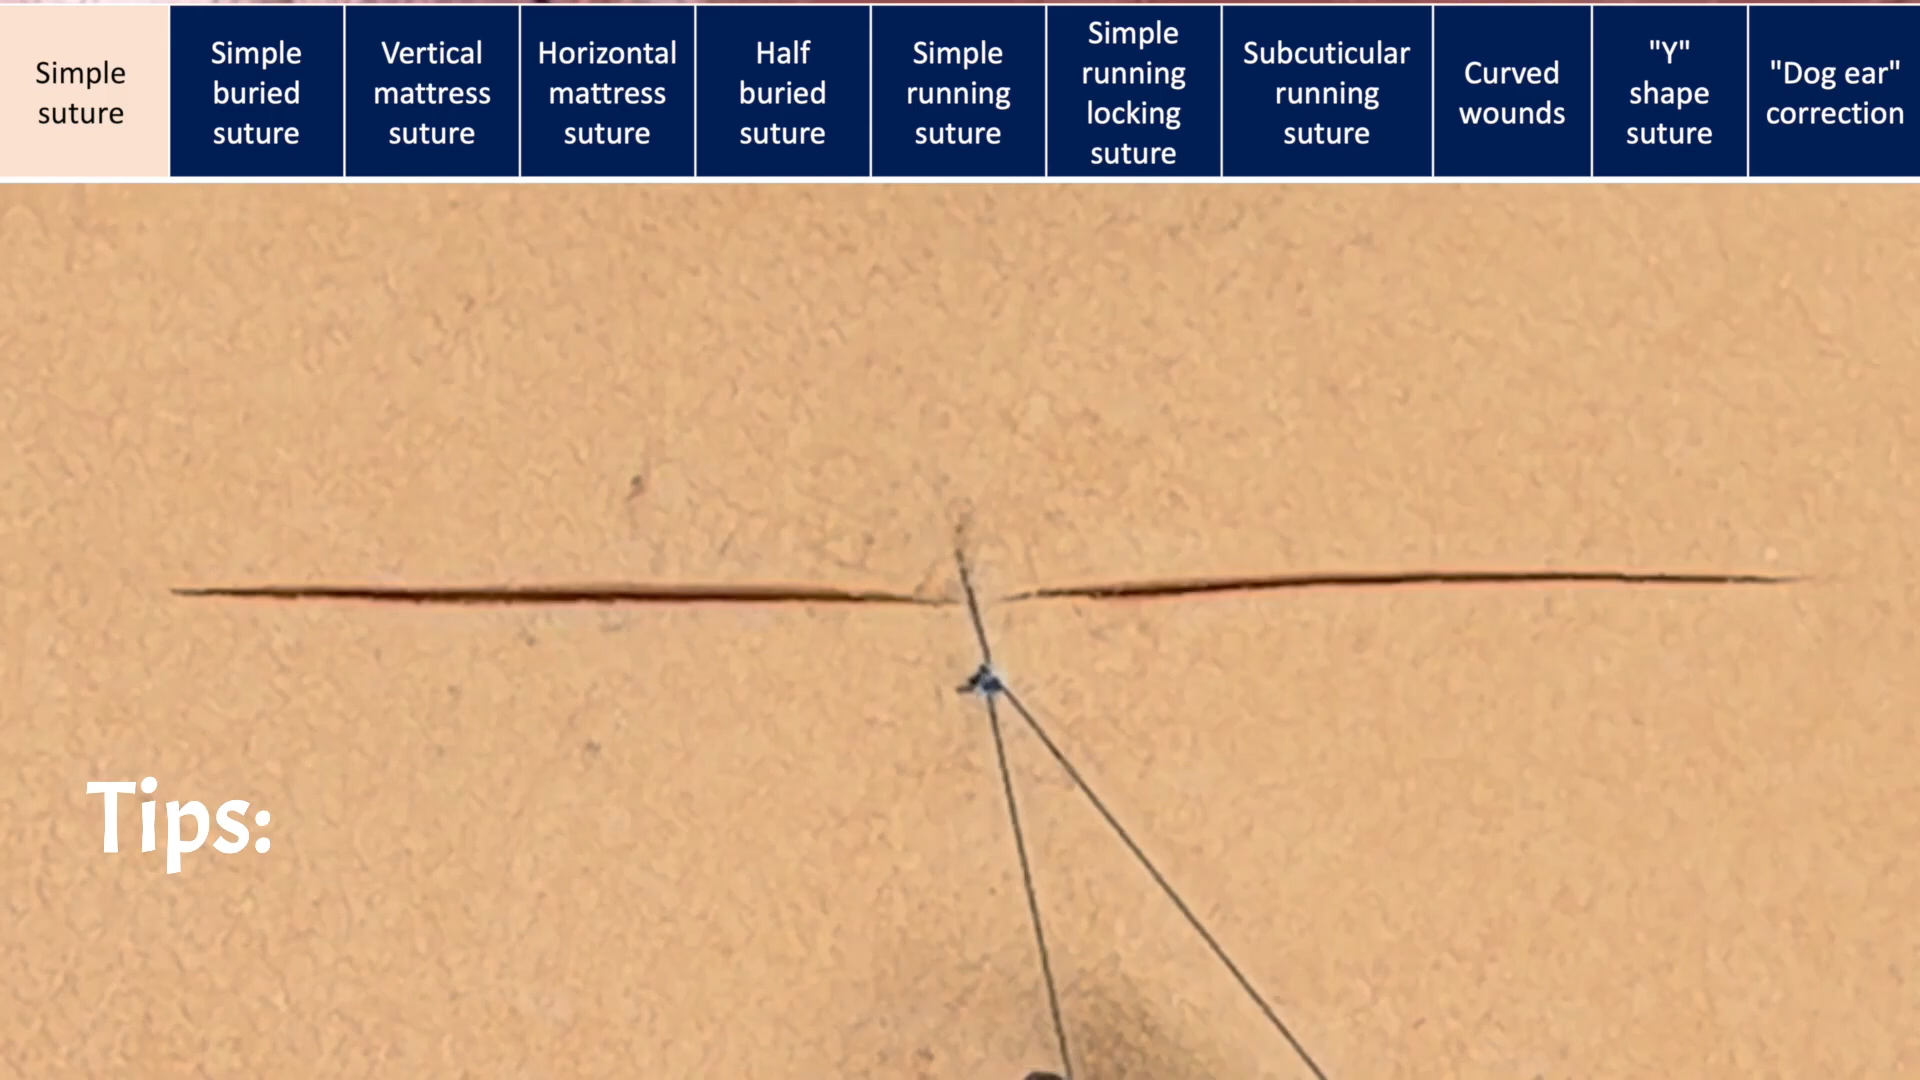 Simple
suture
Simple
buried
suture
Vertical
mattress
suture
Horizontal
mattress
suture
Half
buried
suture
Simple
running
suture
Simple
running
locking
suture
Subcuticular
running
suture
Curved
wounds
"Y"
shape
suture
"Dog ear"
correction
Tips: